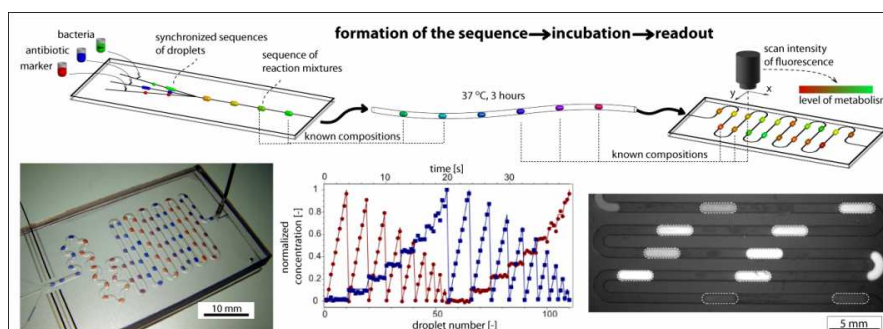 formation of the sequence→incubation→readout
bacteria
antibiotic
marker
synchronized sequences
of droplets
sequence of
reaction mixtures
37 °C, 3 hours
scan intensity
of fluorescence
y
x
level of metabolism
known compositions
known compositions
10 mm
time [s]
0 10 20 30
normalized
concentration [-]
1
0.8
0.6
0.4
0.2
0
0 50 100
droplet number [-]
5 mm